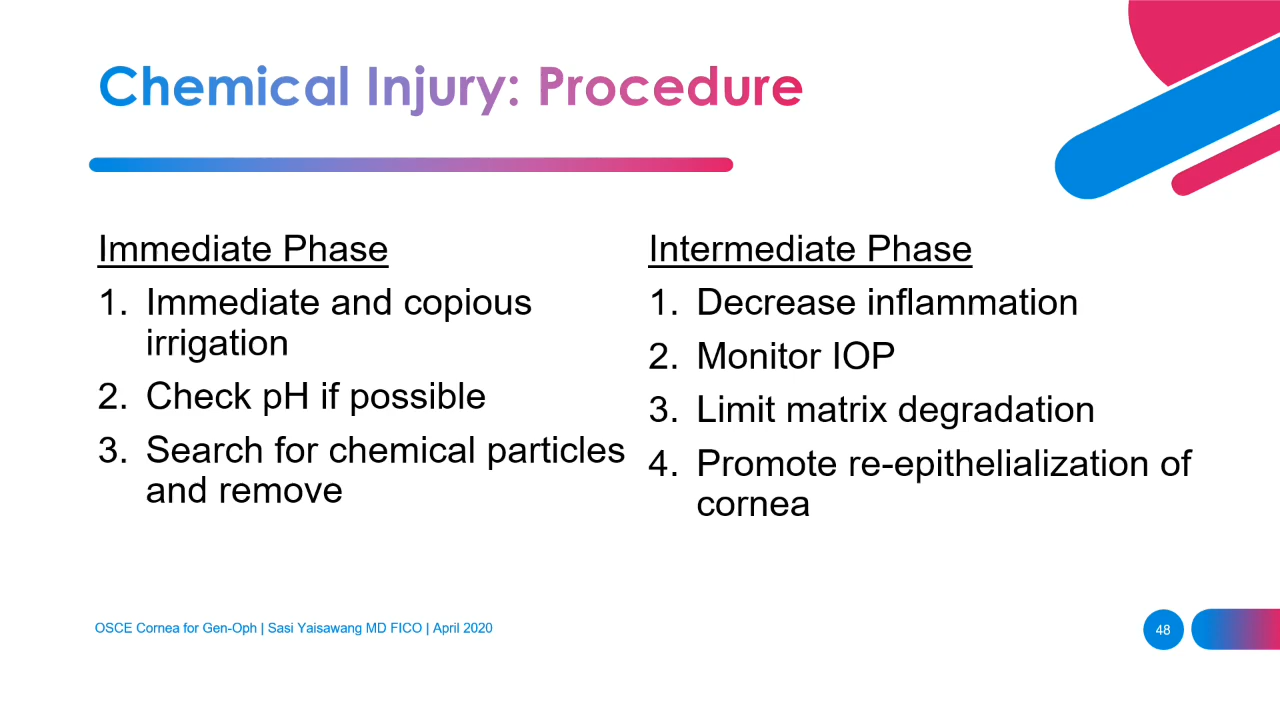 Chemical Injury: Procedure
Immediate Phase
1. Immediate and copious
irrigation
2. Check pH if possible
3. Search for chemical particles
and remove
Intermediate Phase
1. Decrease inflammation
2. Monitor IOP
3. Limit matrix degradation
4. Promote re-epithelialization of
cornea
OSCE Cornea for Gen-Oph | Sasi Yaisawang MD FICO | April 2020
48